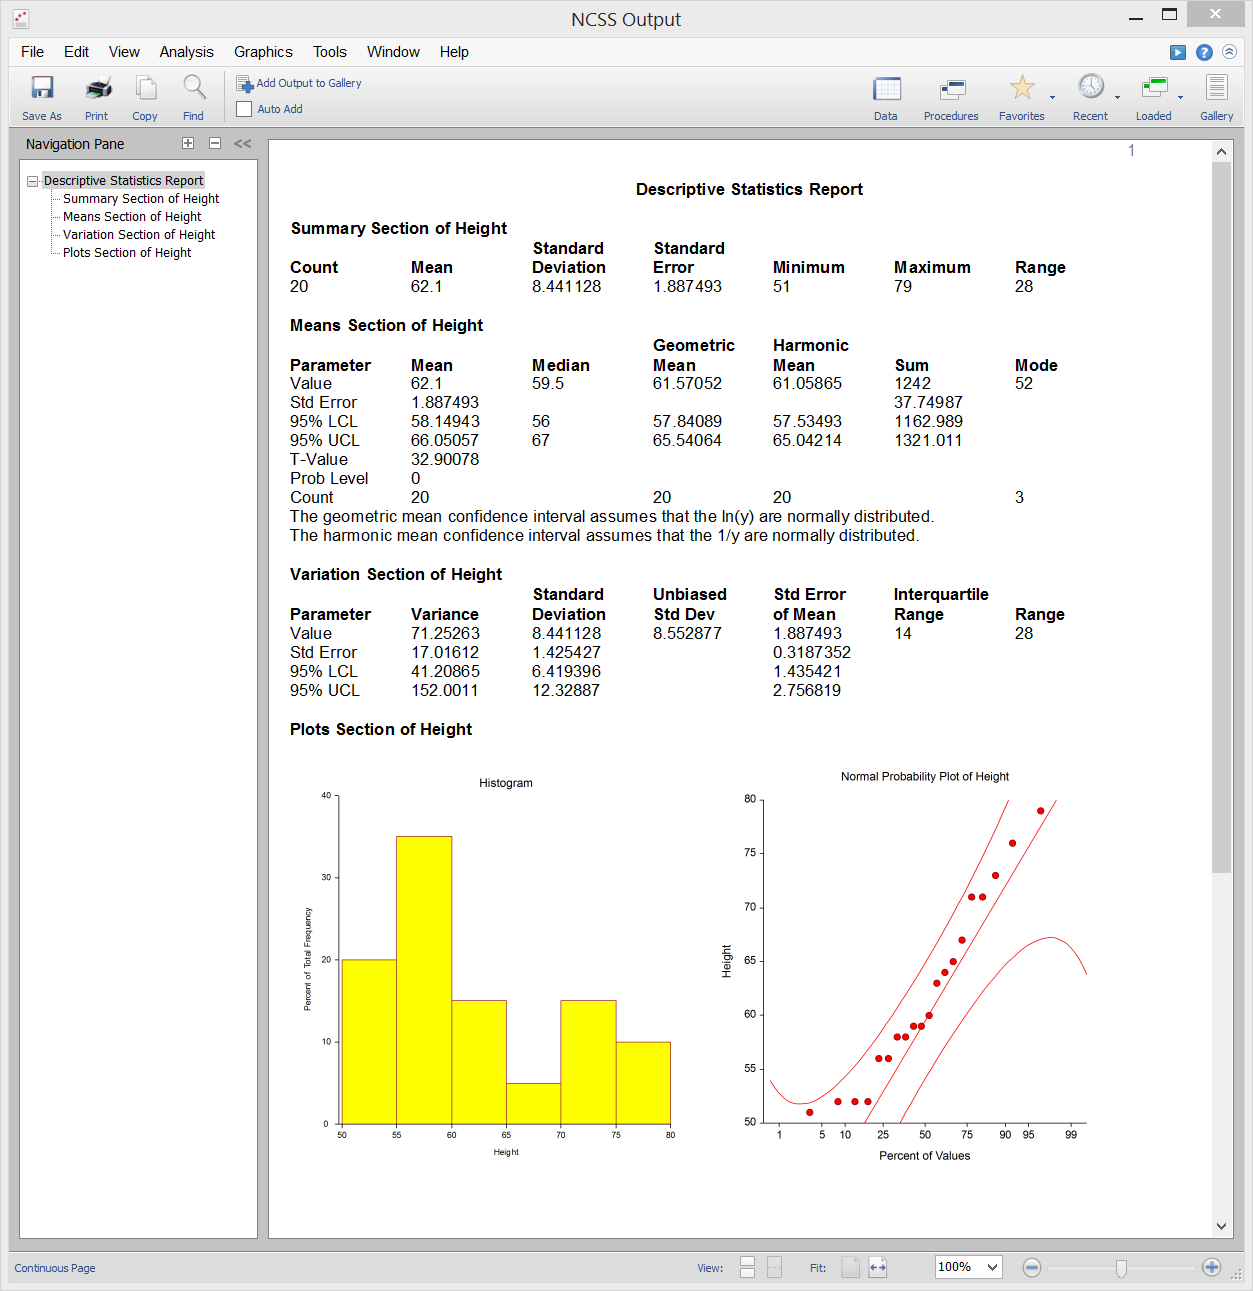 NCSS Output
File Edit View Analysis Graphics Tools Window Help
Save As Print Copy Find
Add Output to Gallery
Auto Add
Data Procedures Favorites Recent Loaded Gallery
Navigation Pane
Descriptive Statistics Report
Summary Section of Height
Means Section of Height
Variation Section of Height
Plots Section of Height
1
Descriptive Statistics Report
Summary Section of Height
Standard Standard
Count Mean Deviation Error Minimum Maximum Range
20 62.1 8.441128 1.887493 51 79 28
Means Section of Height
Geometric Harmonic
Parameter Mean Median Mean Mean Sum Mode
Value 62.1 59.5 61.57052 61.05865 1242 52
Std Error 1.887493 37.74987
95% LCL 58.14943 56 57.84089 57.53493 1162.989
95% UCL 66.05057 67 65.54064 65.04214 1321.011
T-Value 32.90078
Prob Level 0
Count 20 20 20 3
The geometric mean confidence interval assumes that the ln(y) are normally distributed.
The harmonic mean confidence interval assumes that the 1/y are normally distributed.
Variation Section of Height
Standard Unbiased Std Error Interquartile
Parameter Variance Deviation Std Dev of Mean Range Range
Value 71.25263 8.441128 8.552877 1.887493 14 28
Std Error 17.01612 1.425427 0.3187352
95% LCL 41.20865 6.419396 1.435421
95% UCL 152.0011 12.32887 2.756819
Plots Section of Height
Histogram
40
30
20
10
0
Percent of Total Frequency
50 55 60 65 70 75 80
Height
Normal Probability Plot of Height
80
75
70
65
60
55
50
Height
1 5 10 25 50 75 90 95 99
Percent of Values
Continuous Page
View: Fit: 100%